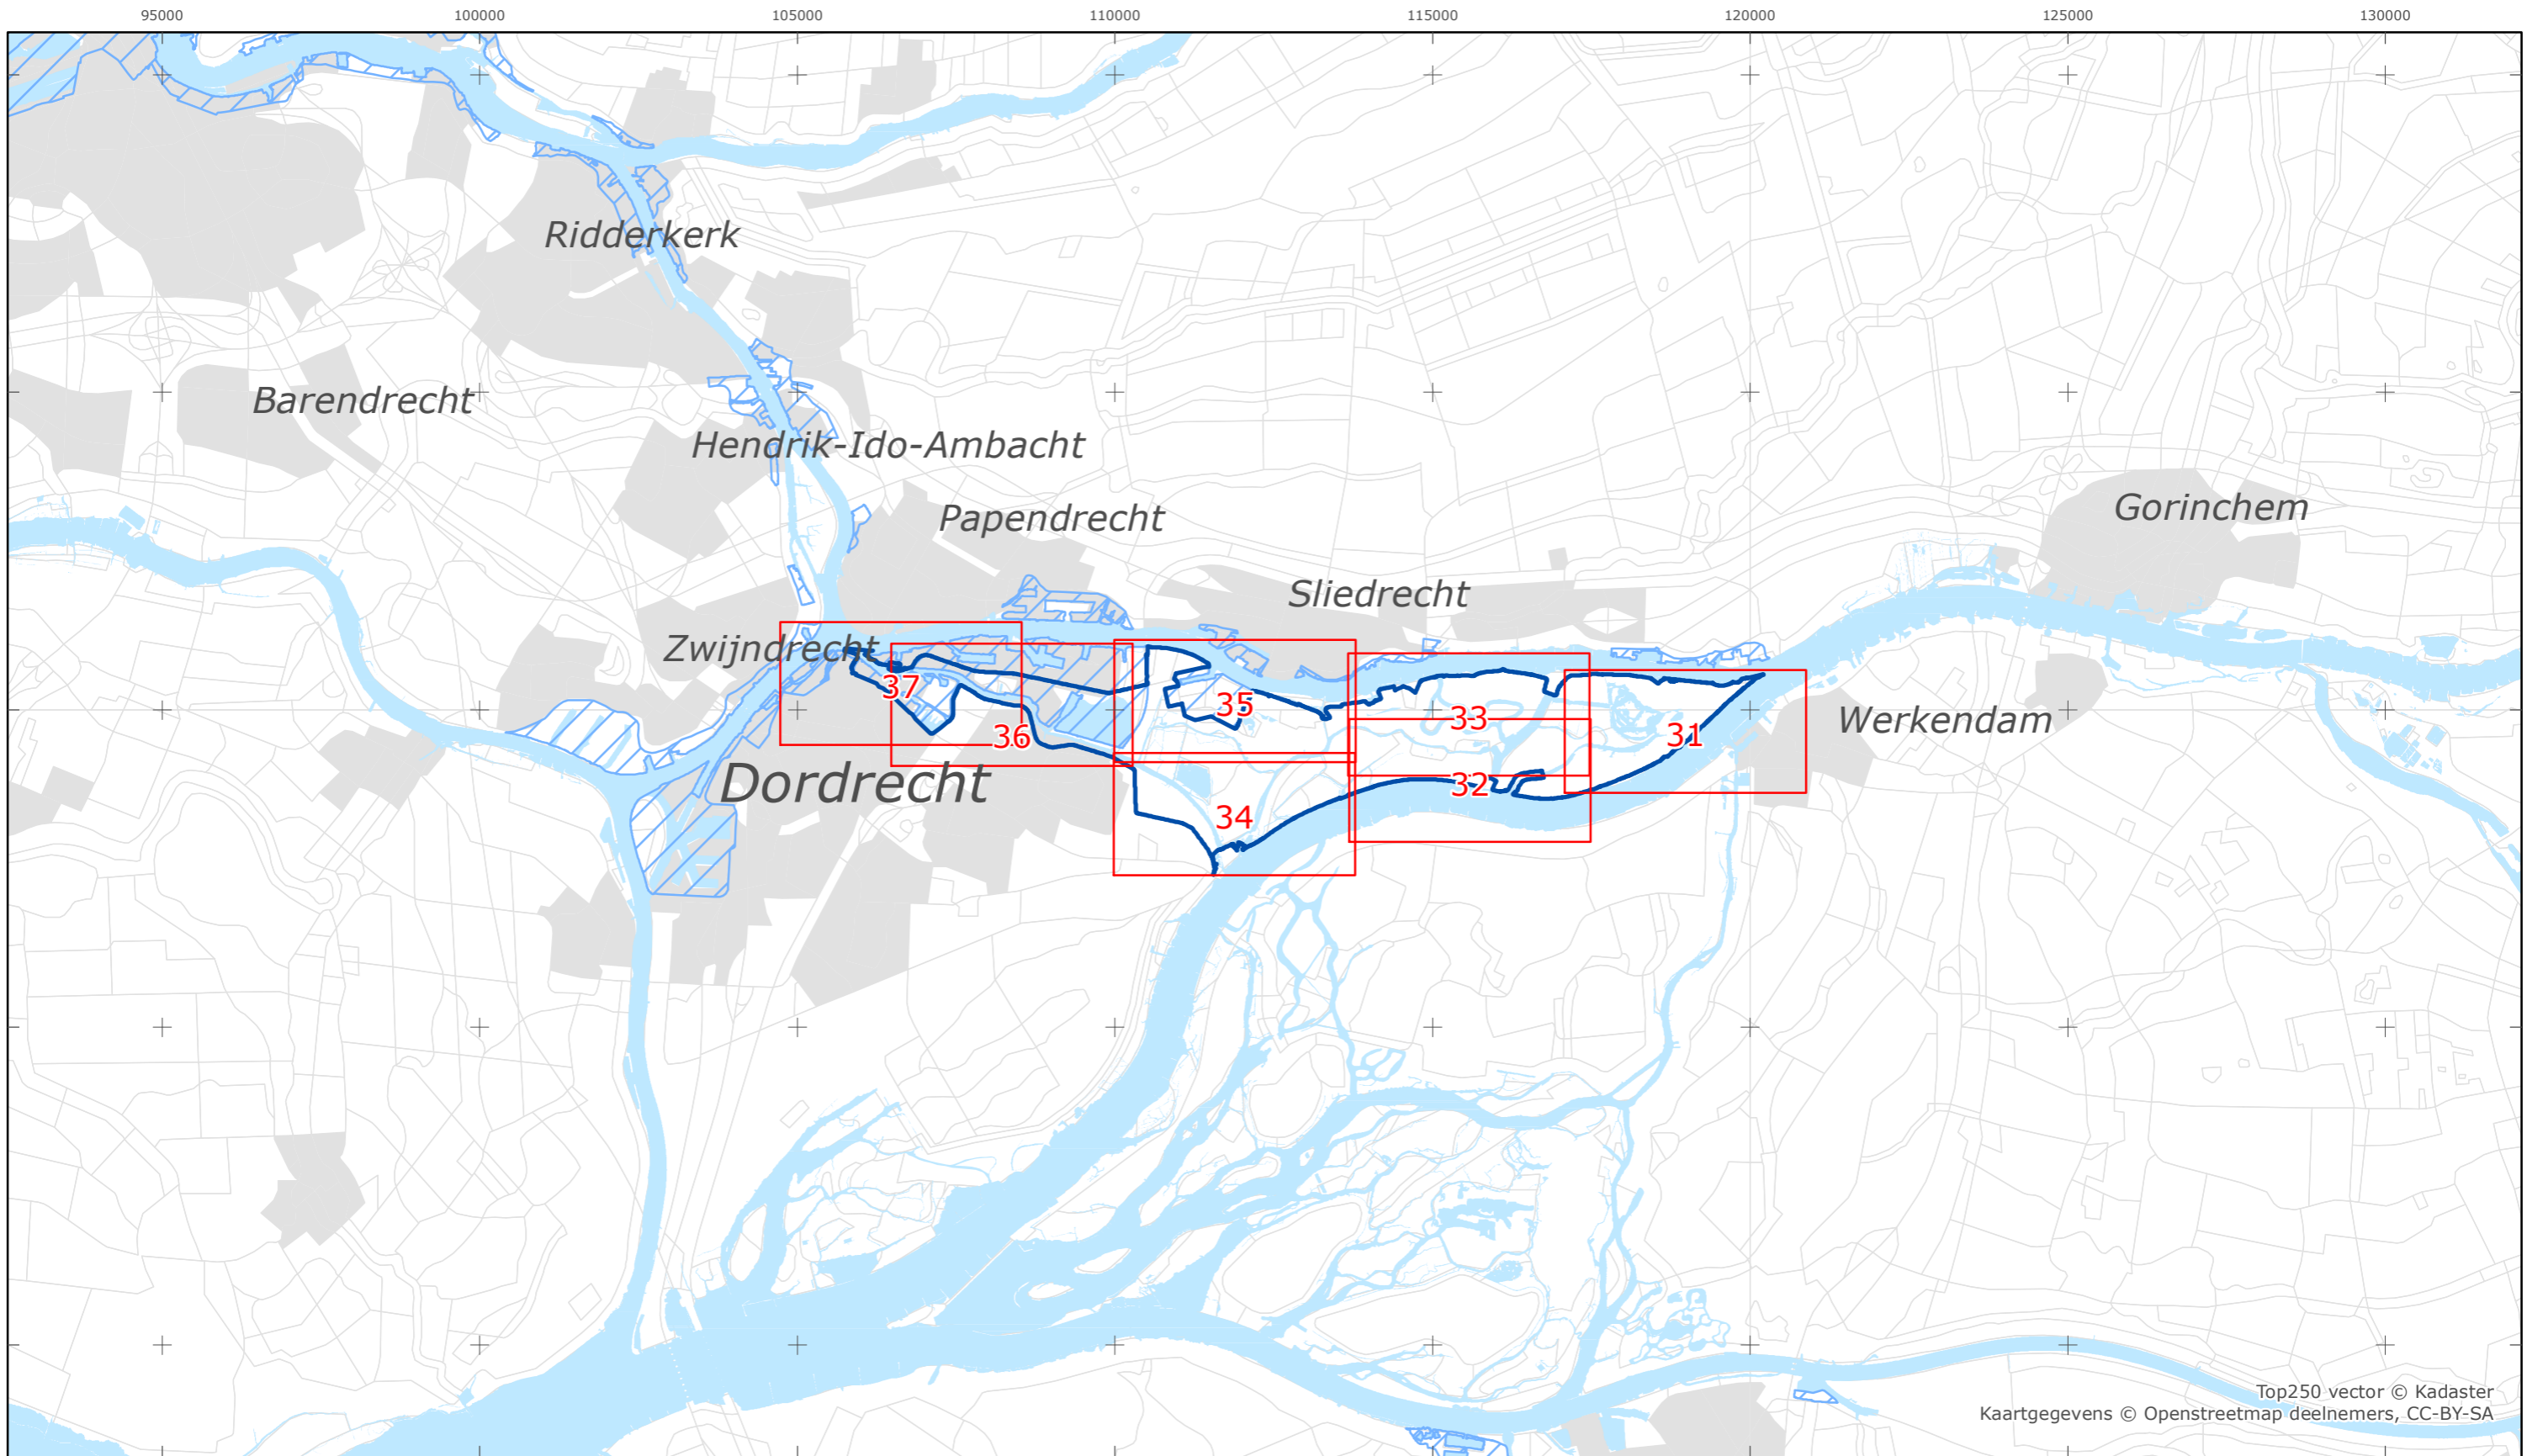 95000 100000 105000 110000 115000 120000 125000 130000
Ridderkerk
Barendrecht
Hendrik-Ido-Ambacht
Papendrecht
Gorinchem
Sliedrecht
Zwijndrecht
37
35
33
Werkendam
36
31
Dordrecht
32
34
Top250 vector © Kadaster
Kaartgegevens © Openstreetmap deelnemers, CC-BY-SA